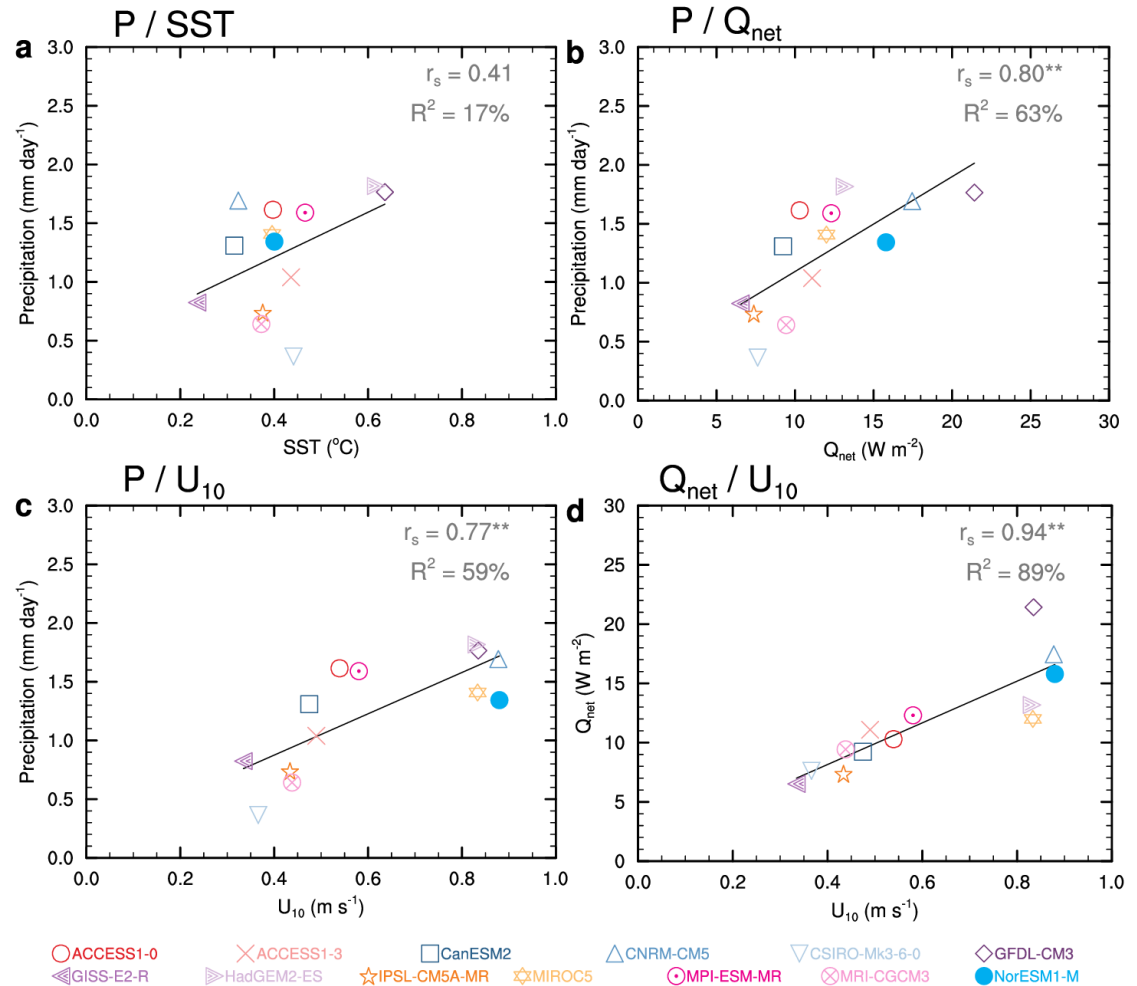 P / SST
a
3.0
2.5
2.0
1.5
1.0
0.5
0.0
Precipitation (mm day⁻¹)
rₛ = 0.41
R² = 17%
0.0 0.2 0.4 0.6 0.8 1.0
SST (°C)
P / Qₙₑₜ
b
3.0
2.5
2.0
1.5
1.0
0.5
0.0
Precipitation (mm day⁻¹)
rₛ = 0.80**
R² = 63%
0 5 10 15 20 25 30
Qₙₑₜ (W m⁻²)
P / U₁₀
c
3.0
2.5
2.0
1.5
1.0
0.5
0.0
Precipitation (mm day⁻¹)
rₛ = 0.77**
R² = 59%
0.0 0.2 0.4 0.6 0.8 1.0
U₁₀ (m s⁻¹)
Qₙₑₜ / U₁₀
d
30
25
20
15
10
5
0
Qₙₑₜ (W m⁻²)
rₛ = 0.94**
R² = 89%
0.0 0.2 0.4 0.6 0.8 1.0
U₁₀ (m s⁻¹)
ACCESS1-0 ACCESS1-3 CanESM2 CNRM-CM5 CSIRO-Mk3-6-0 GFDL-CM3
GISS-E2-R HadGEM2-ES IPSL-CM5A-MR MIROC5 MPI-ESM-MR MRI-CGCM3 NorESM1-M